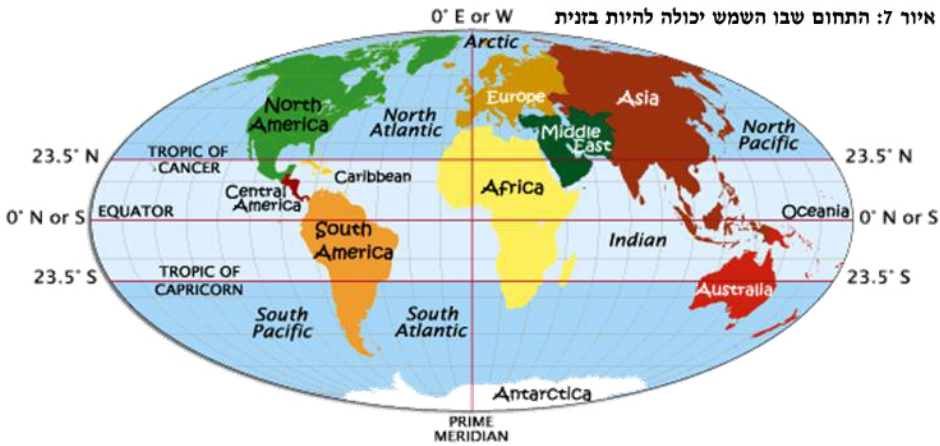 איור 7: התחום שבו השמש יכולה להיות בזנית
0° E or W
Arctic
North
America
North
Atlantic
Europe
Asia
Middle
East
North
Pacific
23.5° N
TROPIC OF
CANCER
23.5° N
Caribbean
Central
America
Africa
0° N or S
EQUATOR
Oceania
0° N or S
South
America
Indian
23.5° S
TROPIC OF
CAPRICORN
Australia
23.5° S
South
Pacific
South
Atlantic
Antarctica
PRIME
MERIDIAN